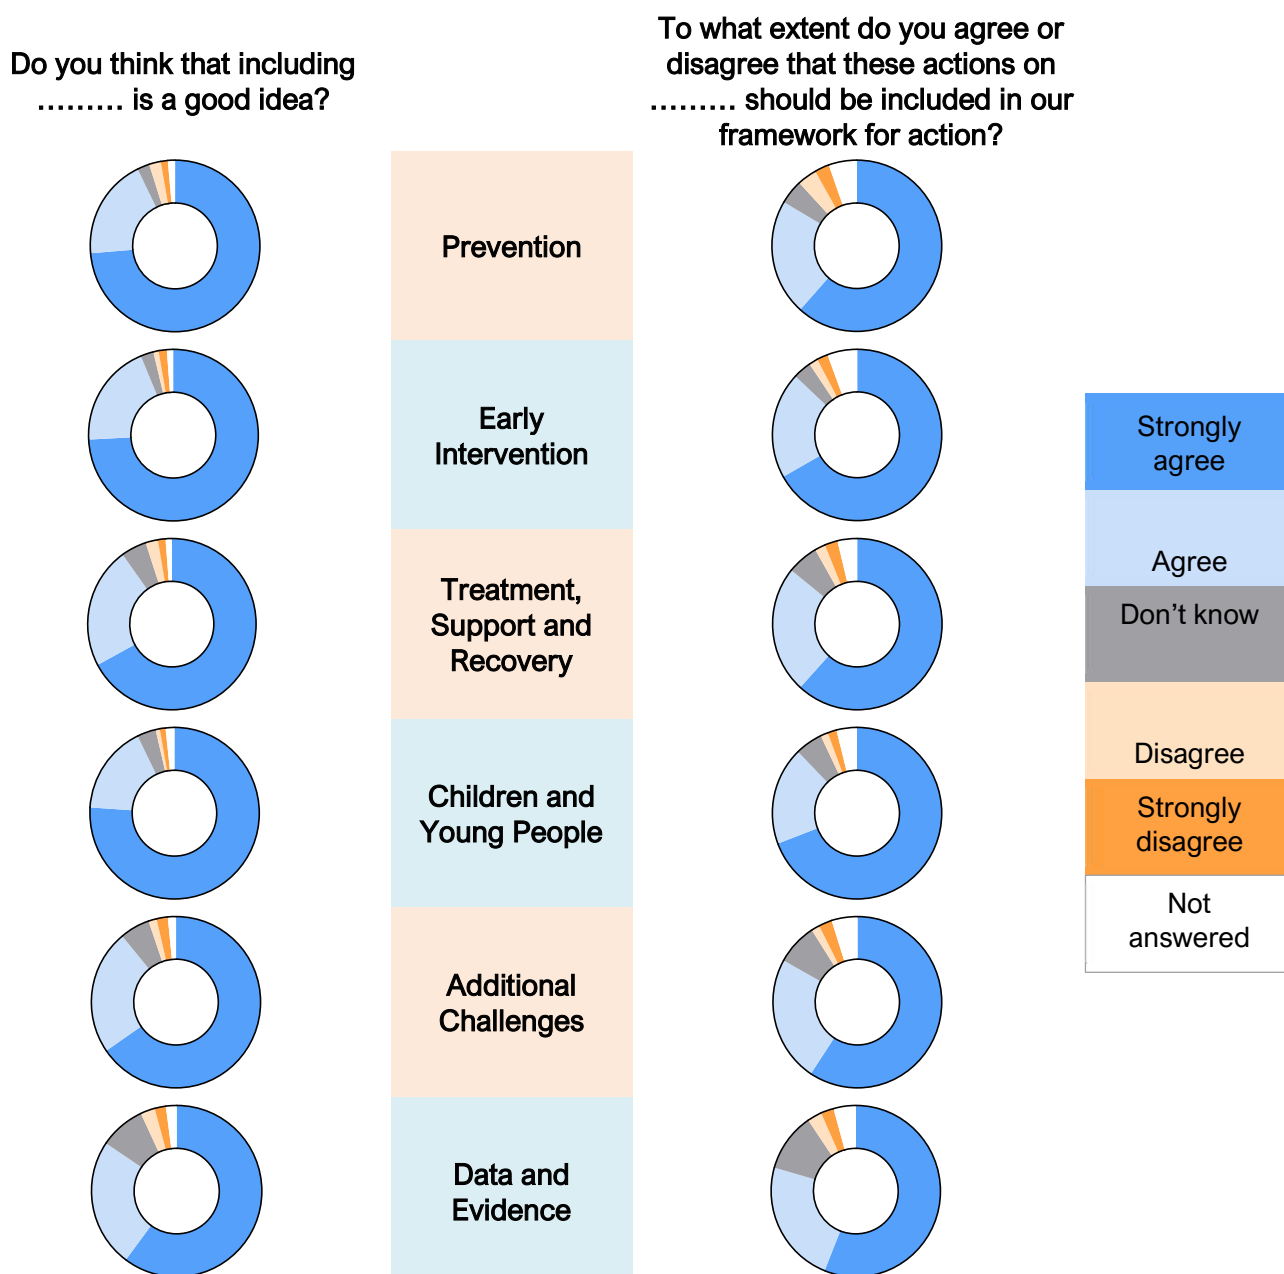 Do you think that including
……… is a good idea?
To what extent do you agree or
disagree that these actions on
……… should be included in our
framework for action?
Prevention
Early
Intervention
Treatment,
Support and
Recovery
Children and
Young People
Additional
Challenges
Data and
Evidence
Strongly
agree
Agree
Don’t know
Disagree
Strongly
disagree
Not
answered